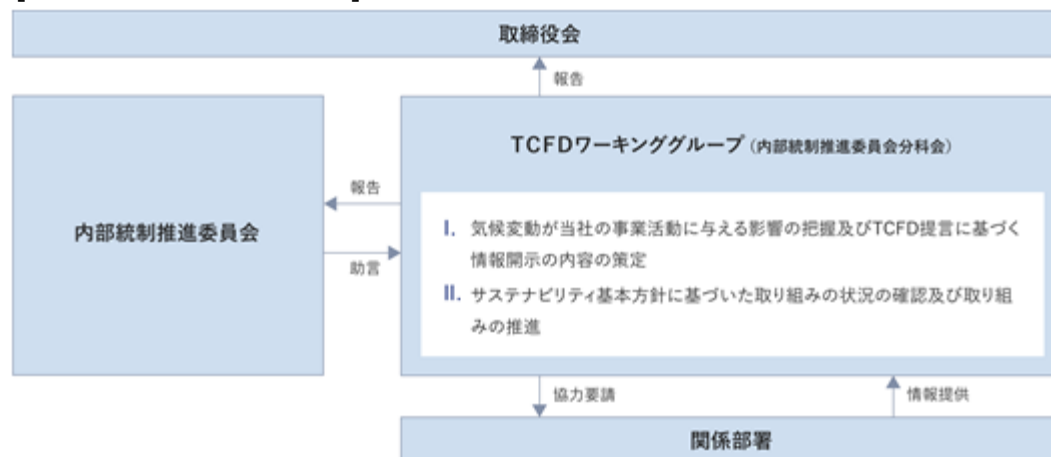 取締役会
報告
TCFDワーキンググループ（内部統制推進委員会分科会）
報告
内部統制推進委員会
助言
I. 気候変動が当社の事業活動に与える影響の把握及びTCFD提言に基づく
情報開示の内容の策定
II. サステナビリティ基本方針に基づいた取り組みの状況の確認及び取り組
みの推進
協力要請
情報提供
関係部署